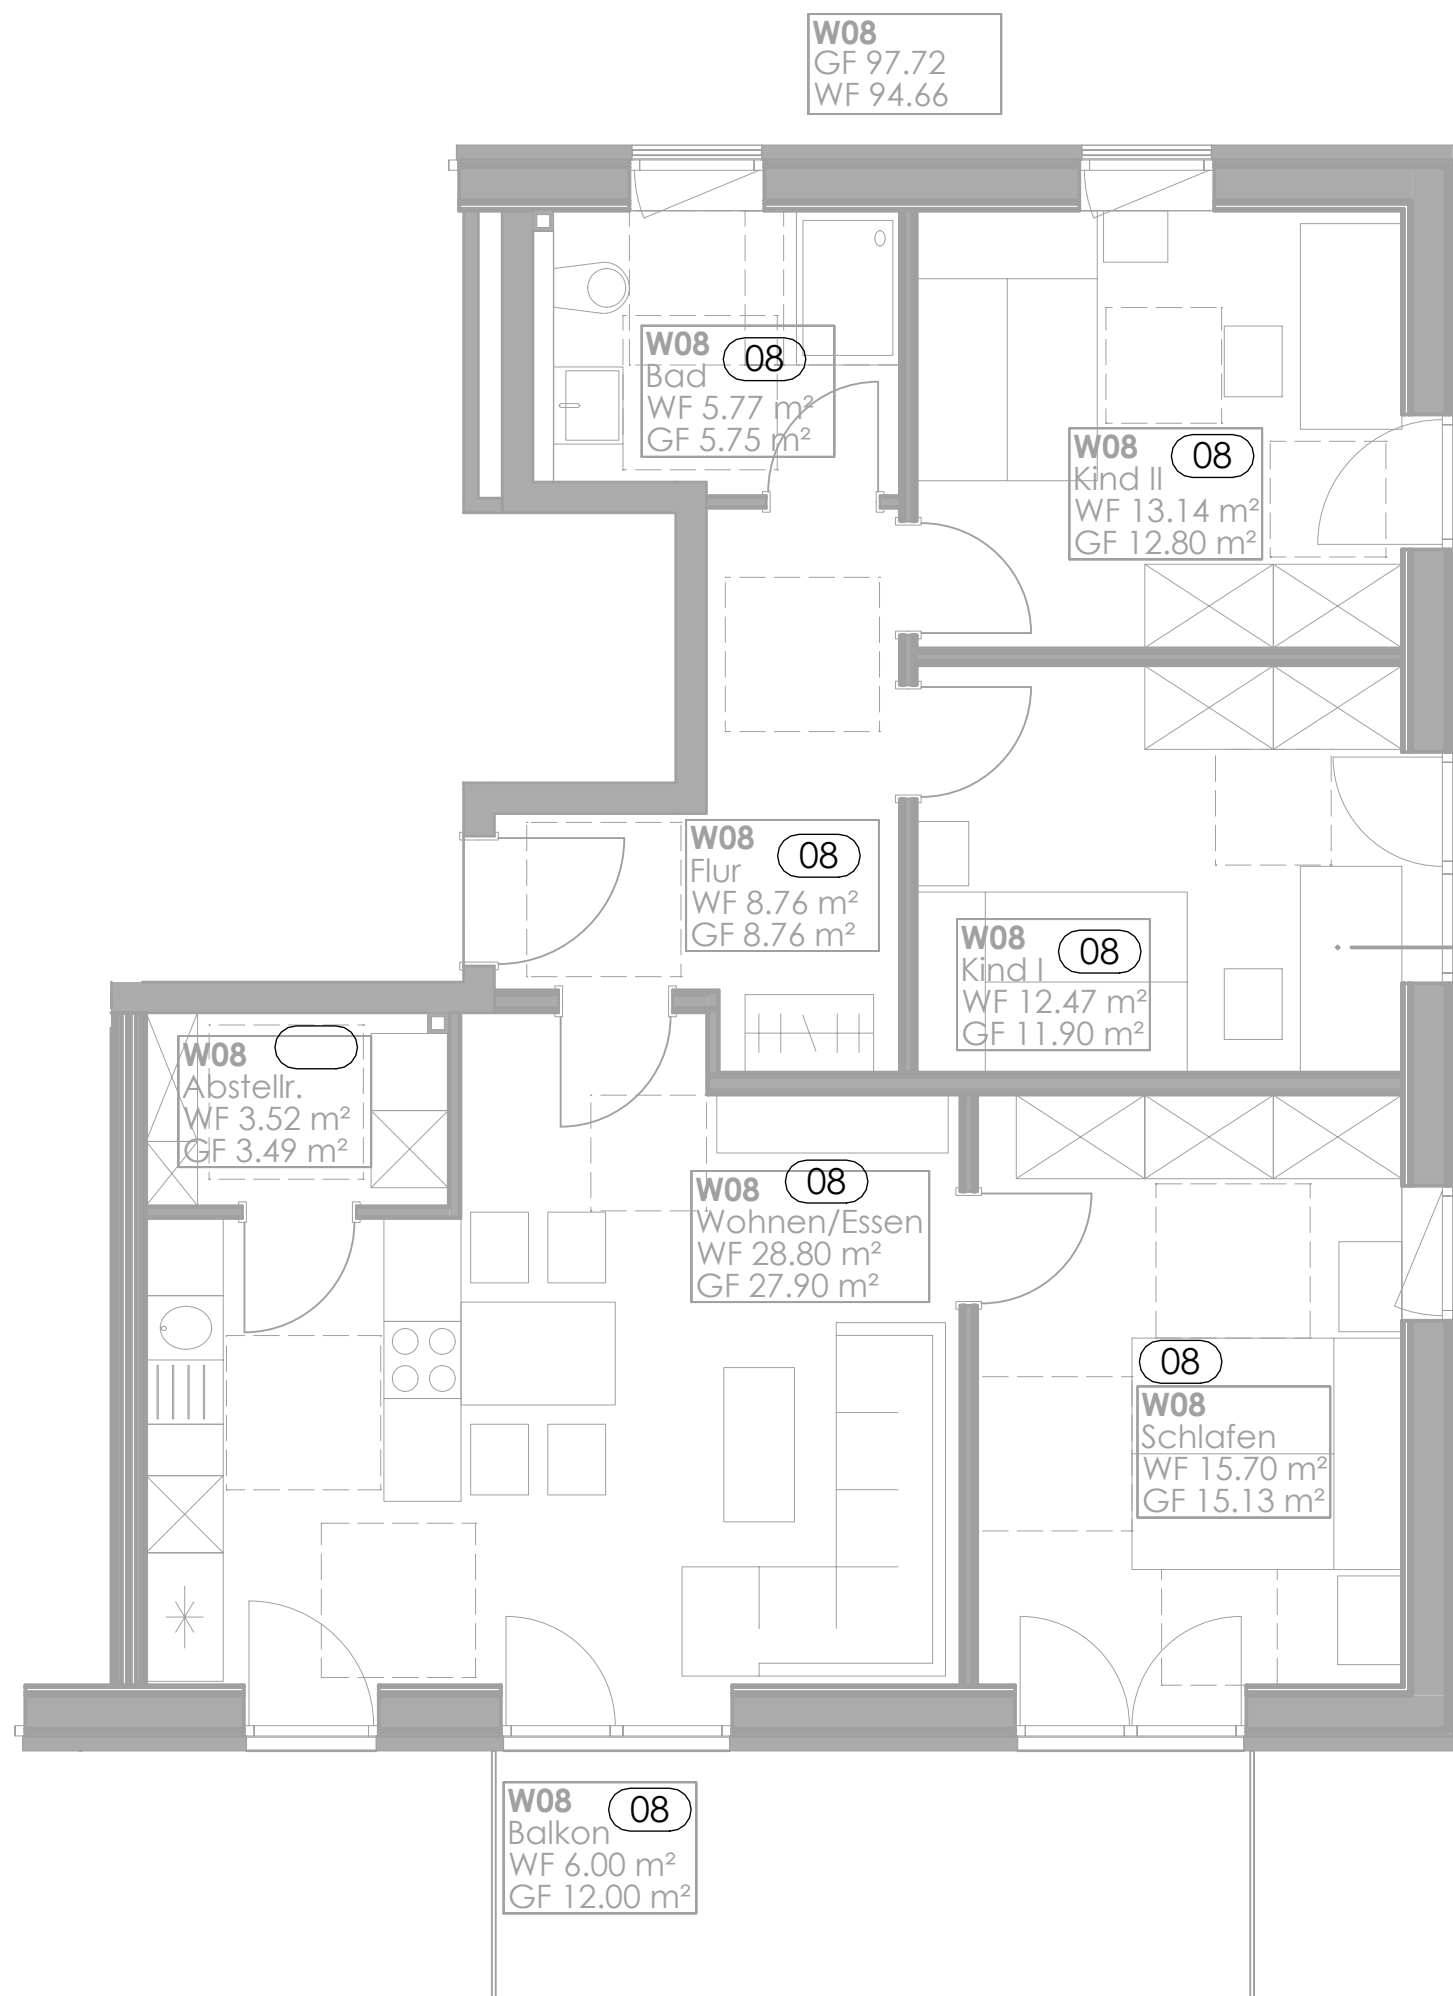 W08
GF 97.72
WF 94.66
W08 08
Bad
WF 5.77 m²
GF 5.75 m²
W08 08
Kind II
WF 13.14 m²
GF 12.80 m²
W08 08
Flur
WF 8.76 m²
GF 8.76 m²
W08 08
Kind I
WF 12.47 m²
GF 11.90 m²
W08
Abstellr.
WF 3.52 m²
GF 3.49 m²
08
W08
Wohnen/Essen
WF 28.80 m²
GF 27.90 m²
08
W08
Schlafen
WF 15.70 m²
GF 15.13 m²
W08 08
Balkon
WF 6.00 m²
GF 12.00 m²